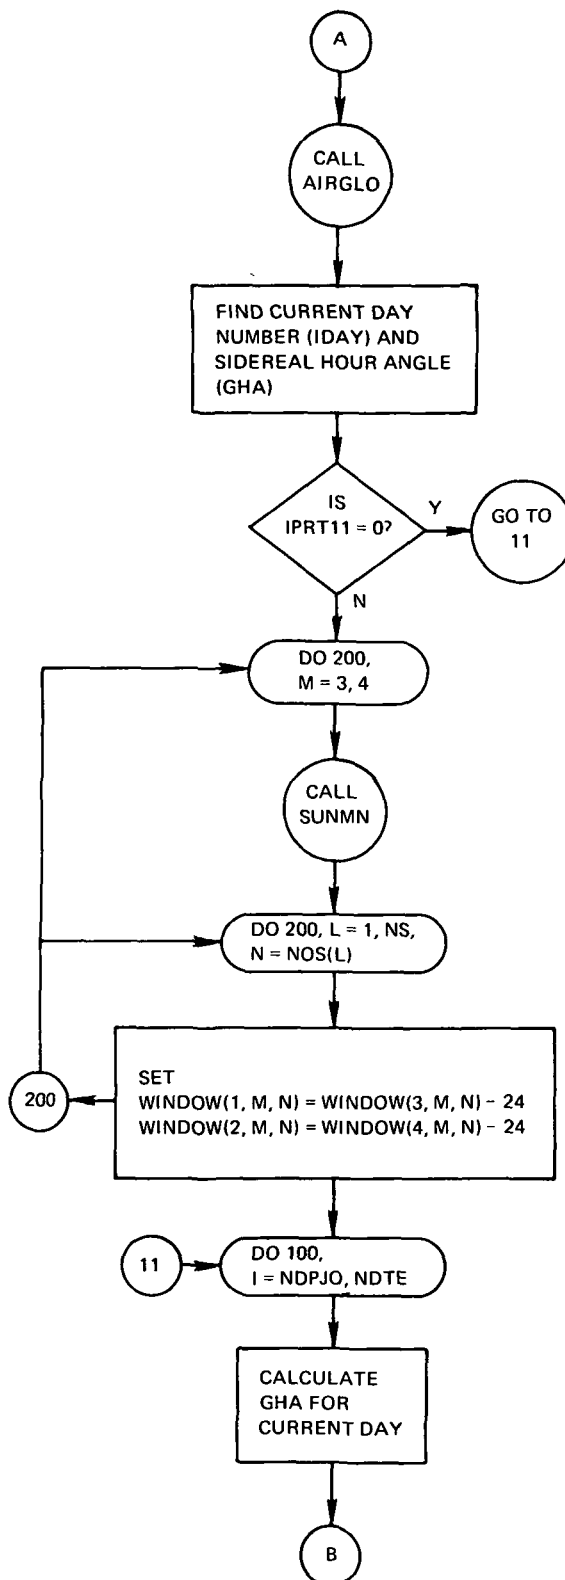 A
CALL
AIRGLO
FIND CURRENT DAY
NUMBER (IDAY) AND
SIDEREAL HOUR ANGLE
(GHA)
IS
IPRT11 = 0?
Y
GO TO
11
N
DO 200,
M = 3, 4
CALL
SUNMN
DO 200, L = 1, NS,
N = NOS(L)
SET
WINDOW(1, M, N) = WINDOW(3, M, N) - 24
WINDOW(2, M, N) = WINDOW(4, M, N) - 24
200
11
DO 100,
I = NDPJO, NDTE
CALCULATE
GHA FOR
CURRENT DAY
B